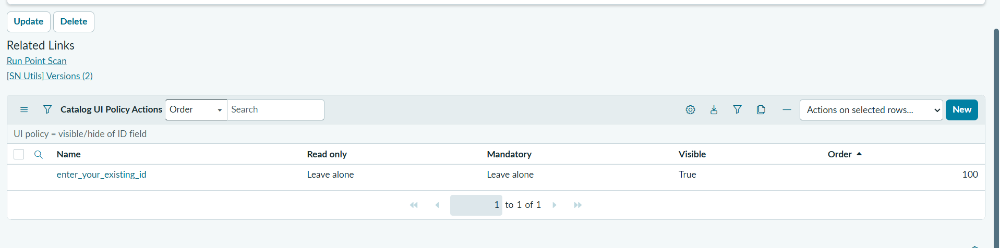 Update Delete
Related Links
Run Point Scan
[SN Utils] Versions (2)
Catalog UI Policy Actions Order Search Actions on selected rows... New
UI policy = visible/hide of ID field
Name Read only Mandatory Visible Order
enter_your_existing_id Leave alone Leave alone True 100
1 to 1 of 1